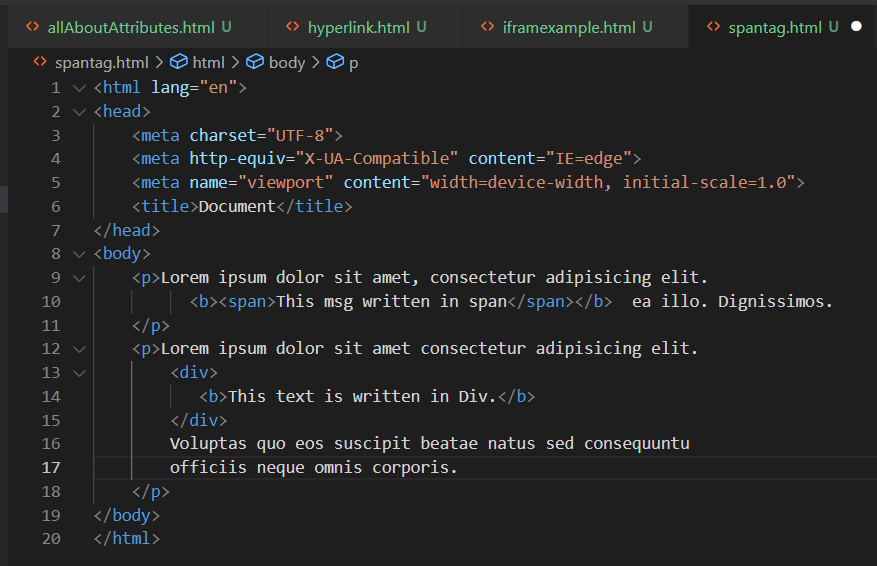 allAboutAttributes.html U hyperlink.html U iframexample.html U spantag.html U
spantag.html > html > body > p
1 <html lang="en">
2 <head>
3 <meta charset="UTF-8">
4 <meta http-equiv="X-UA-Compatible" content="IE=edge">
5 <meta name="viewport" content="width=device-width, initial-scale=1.0">
6 <title>Document</title>
7 </head>
8 <body>
9 <p>Lorem ipsum dolor sit amet, consectetur adipisicing elit.
10 <b><span>This msg written in span</span></b>  ea illo. Dignissimos.
11 </p>
12 <p>Lorem ipsum dolor sit amet consectetur adipisicing elit.
13 <div>
14 <b>This text is written in Div.</b>
15 </div>
16 Voluptas quo eos suscipit beatae natus sed consequuntu
17 officiis neque omnis corporis.
18 </p>
19 </body>
20 </html>